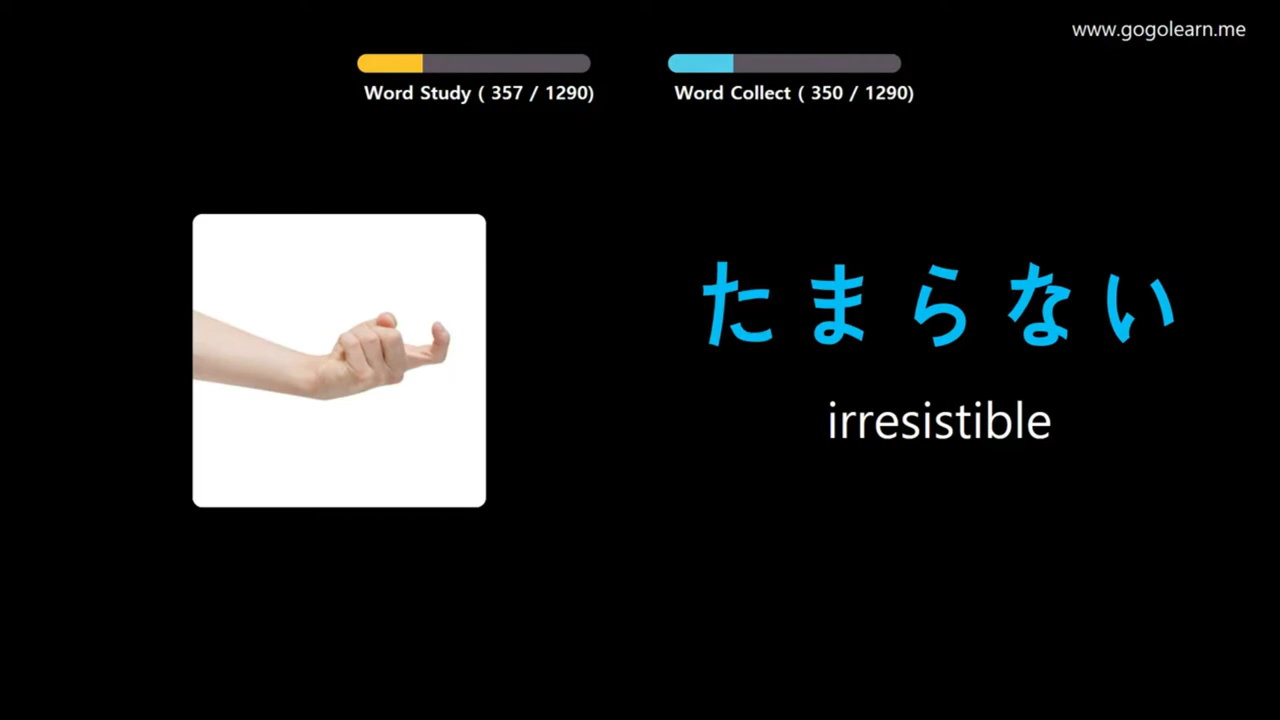 www.gogolearn.me
Word Study ( 357 / 1290)
Word Collect ( 350 / 1290)
たまらない
irresistible